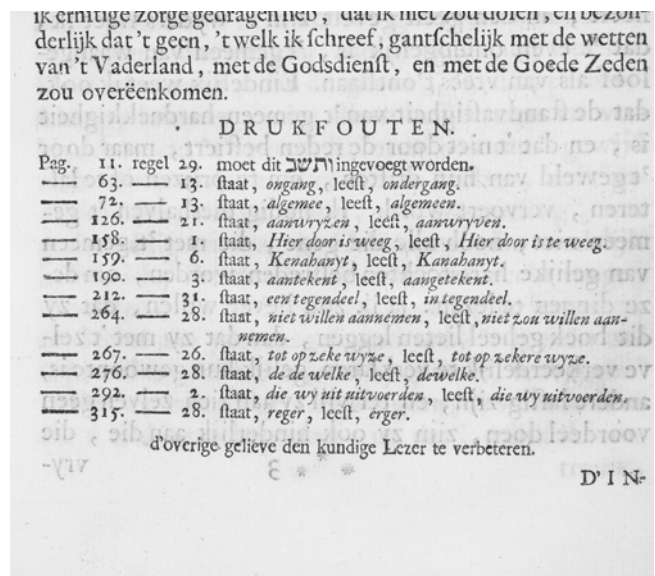 ik ernstige zorge gedragen heb, dat ik niet zou dolen, en bezon-
derlijk dat 't geen, 't welk ik ſchreef, gantſchelijk met de wetten
van 't Vaderland, met de Godsdienſt, en met de Goede Zeden
zou overëenkomen.
DRUKFOUTEN.
Pag. 11. regel 29. moet dit ותשב ingevoegt worden.
—— 63. —— 13. ſtaat, ongang, leeſt, ondergang.
—— 72. —— 13. ſtaat, algemee, leeſt, algemeen.
—— 126. —— 21. ſtaat, aanwryzen, leeſt, aanwryven.
—— 158. —— 1. ſtaat, Hier door is weeg, leeſt, Hier door is te weeg.
—— 159. —— 6. ſtaat, Kenahanyt, leeſt, Kanahanyt.
—— 190. —— 3. ſtaat, aantekent, leeſt, aangetekent.
—— 212. —— 31. ſtaat, een tegendeel, leeſt, in tegendeel.
—— 264. —— 28. ſtaat, niet willen aannemen, leeſt, niet zou willen aan-
nemen.
—— 267. —— 26. ſtaat, tot op zeke wyze, leeſt, tot op zekere wyze.
—— 276. —— 28. ſtaat, de de welke, leeſt, dewelke.
—— 292. —— 2. ſtaat, die wy uit uitvoerden, leeſt, die wy uitvoerden.
—— 315. —— 28. ſtaat, reger, leeſt, erger.
d'overige gelieve den kundige Lezer te verbeteren.
D' IN-